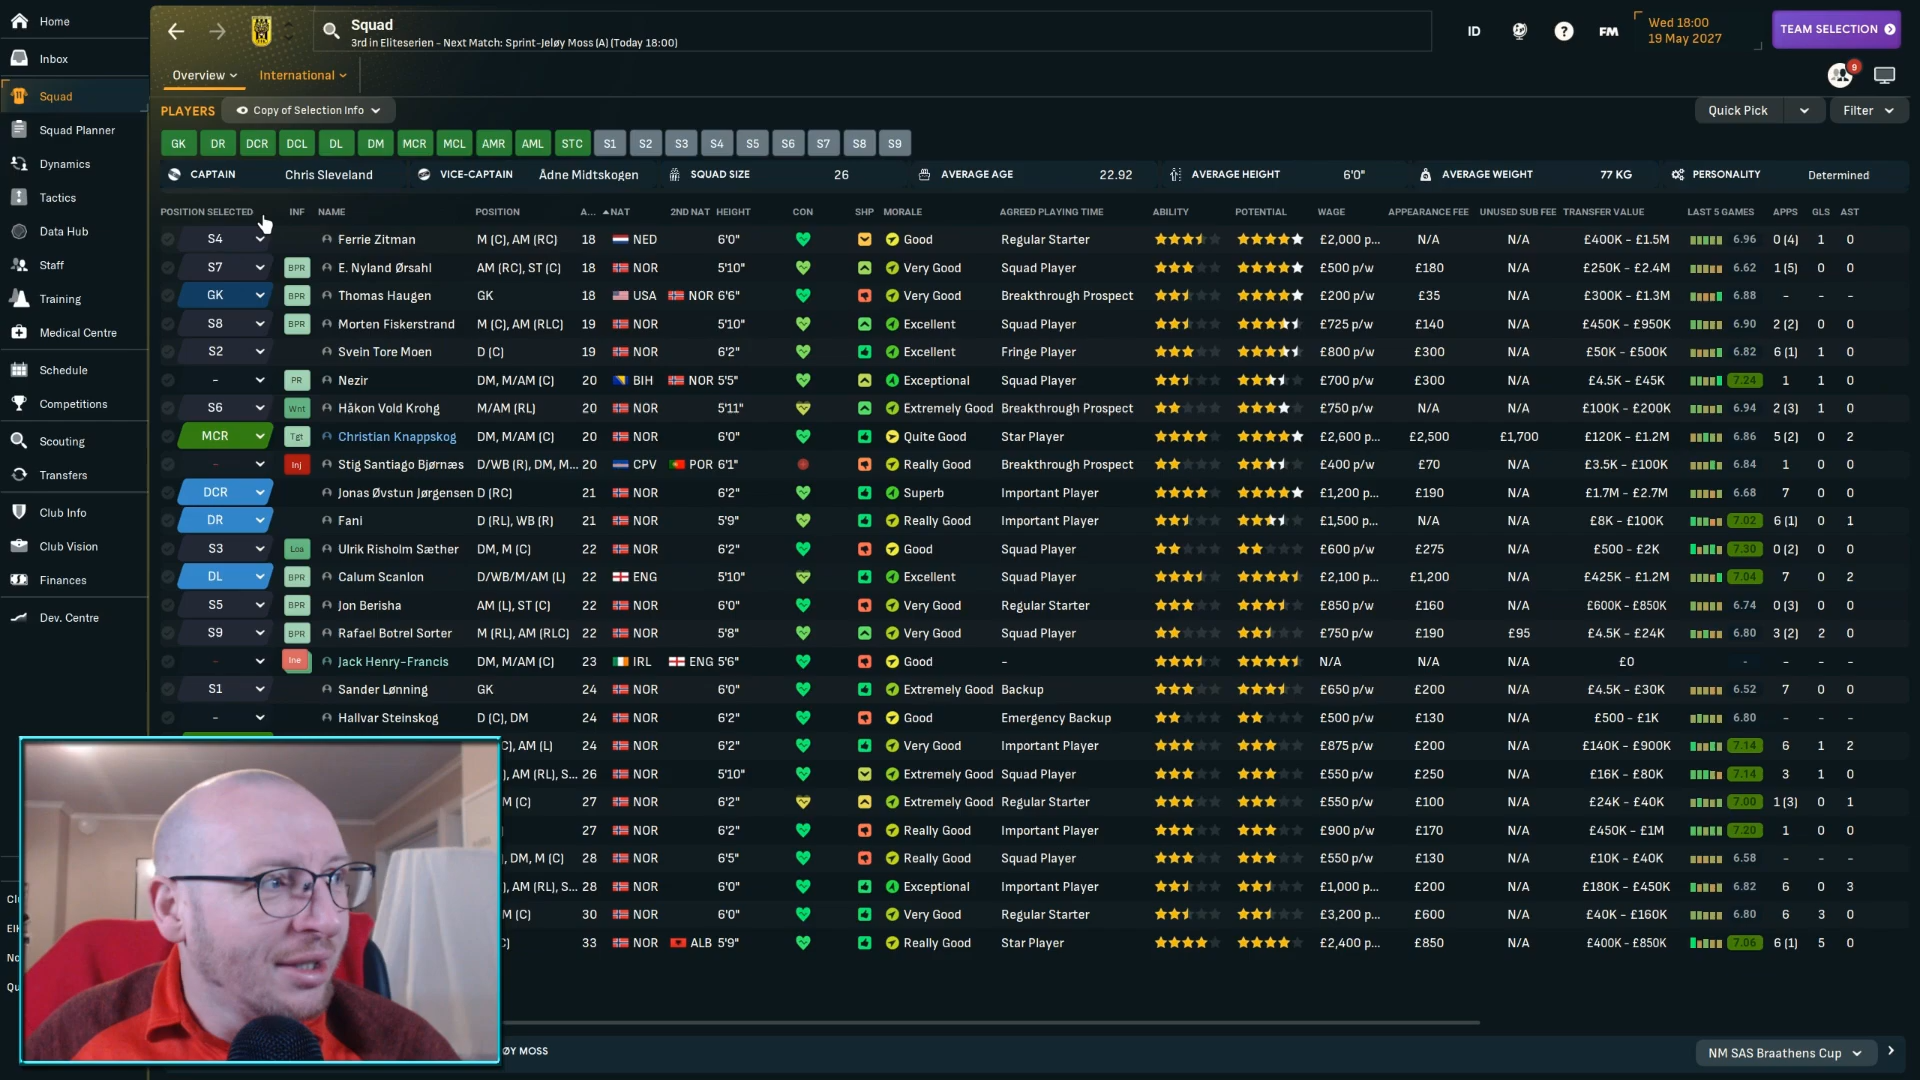 Home
Inbox
Squad
Squad Planner
Dynamics
Tactics
Data Hub
Staff
Training
Medical Centre
Schedule
Competitions
Scouting
Transfers
Club Info
Club Vision
Finances
Dev. Centre
Squad
3rd in Eliteserien - Next Match: Sprint-Jeløy Moss (A) (Today 18:00)
ID
?
FM
Wed 18:00
19 May 2027
TEAM SELECTION
Overview
International
9
PLAYERS
Copy of Selection Info
Quick Pick
Filter
GK DR DCR DCL DL DM MCR MCL AMR AML STC S1 S2 S3 S4 S5 S6 S7 S8 S9
CAPTAIN Chris Sleveland VICE-CAPTAIN Ådne Midtskogen SQUAD SIZE 26 AVERAGE AGE 22.92 AVERAGE HEIGHT 6'0" AVERAGE WEIGHT 77 KG PERSONALITY Determined
POSITION SELECTED INF NAME POSITION A... NAT 2ND NAT HEIGHT CON SHP MORALE AGREED PLAYING TIME ABILITY POTENTIAL WAGE APPEARANCE FEE UNUSED SUB FEE TRANSFER VALUE LAST 5 GAMES APPS GLS AST
S4 Ferrie Zitman M (C), AM (RC) 18 NED 6'0" Good Regular Starter £2,000 p... N/A N/A £400K - £1.5M 6.96 0 (4) 1 0
S7 BPR E. Nyland Ørsahl AM (RC), ST (C) 18 NOR 5'10" Very Good Squad Player £500 p/w £180 N/A £250K - £2.4M 6.62 1 (5) 0 0
GK BPR Thomas Haugen GK 18 USA NOR 6'6" Very Good Breakthrough Prospect £200 p/w £35 N/A £300K - £1.3M 6.88 - - -
S8 BPR Morten Fiskerstrand M (C), AM (RLC) 19 NOR 5'10" Excellent Squad Player £725 p/w £140 N/A £450K - £950K 6.90 2 (2) 0 0
S2 Svein Tore Moen D (C) 19 NOR 6'2" Excellent Fringe Player £800 p/w £300 N/A £50K - £500K 6.82 6 (1) 1 0
- PR Nezir DM, M/AM (C) 20 BIH NOR 5'5" Exceptional Squad Player £700 p/w £300 N/A £4.5K - £45K 7.24 1 1 0
S6 Wnt Håkon Vold Krohg M/AM (RL) 20 NOR 5'11" Extremely Good Breakthrough Prospect £750 p/w N/A N/A £100K - £200K 6.94 2 (3) 1 0
MCR Tgt Christian Knappskog DM, M/AM (C) 20 NOR 6'0" Quite Good Star Player £2,600 p... £2,500 £1,700 £120K - £1.2M 6.86 5 (2) 0 2
- Inj Stig Santiago Bjørnæs D/WB (R), DM, M... 20 CPV POR 6'1" Really Good Breakthrough Prospect £400 p/w £70 N/A £3.5K - £100K 6.84 1 0 0
DCR Jonas Øvstun Jørgensen D (RC) 21 NOR 6'2" Superb Important Player £1,200 p... £190 N/A £1.7M - £2.7M 6.68 7 0 0
DR Fani D (RL), WB (R) 21 NOR 5'9" Really Good Important Player £1,500 p... N/A N/A £8K - £100K 7.02 6 (1) 0 1
S3 Loa Ulrik Risholm Sæther DM, M (C) 22 NOR 6'2" Good Squad Player £600 p/w £275 N/A £500 - £2K 7.30 0 (2) 0 0
DL BPR Calum Scanlon D/WB/M/AM (L) 22 ENG 5'10" Excellent Squad Player £2,100 p... £1,200 N/A £425K - £1.2M 7.04 7 0 2
S5 BPR Jon Berisha AM (L), ST (C) 22 NOR 6'0" Very Good Regular Starter £850 p/w £160 N/A £600K - £850K 6.74 0 (3) 0 0
S9 BPR Rafael Botrel Sorter M (RL), AM (RLC) 22 NOR 5'8" Very Good Squad Player £750 p/w £190 £95 £4.5K - £24K 6.80 3 (2) 2 0
- Ine Jack Henry-Francis DM, M/AM (C) 23 IRL ENG 5'6" Good - N/A N/A N/A £0 - - - -
S1 Sander Lønning GK 24 NOR 6'0" Extremely Good Backup £650 p/w £200 N/A £4.5K - £30K 6.52 7 0 0
- Hallvar Steinskog D (C), DM 24 NOR 6'2" Good Emergency Backup £500 p/w £130 N/A £500 - £1K 6.80 - - -
C), AM (L) 24 NOR 6'2" Very Good Important Player £875 p/w £200 N/A £140K - £900K 7.14 6 1 2
), AM (RL), S... 26 NOR 5'10" Extremely Good Squad Player £550 p/w £250 N/A £16K - £80K 7.14 3 1 0
M (C) 27 NOR 6'2" Extremely Good Regular Starter £550 p/w £100 N/A £24K - £40K 7.00 1 (3) 0 1
) 27 NOR 6'2" Really Good Important Player £900 p/w £170 N/A £450K - £1M 7.20 1 0 0
), DM, M (C) 28 NOR 6'5" Really Good Squad Player £550 p/w £130 N/A £10K - £40K 6.58 - - -
), AM (RL), S... 28 NOR 6'0" Exceptional Important Player £1,000 p... £200 N/A £180K - £450K 6.82 6 0 3
M (C) 30 NOR 6'0" Very Good Regular Starter £3,200 p... £600 N/A £40K - £160K 6.80 6 3 0
C) 33 NOR ALB 5'9" Really Good Star Player £2,400 p... £850 N/A £400K - £850K 7.06 6 (1) 5 0
Cl
No
Qu
ØY MOSS
NM SAS Braathens Cup